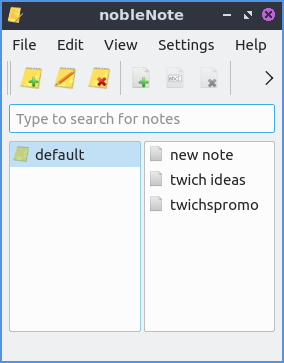 nobleNote
File Edit View Settings Help
Type to search for notes
default
new note
twich ideas
twichspromo